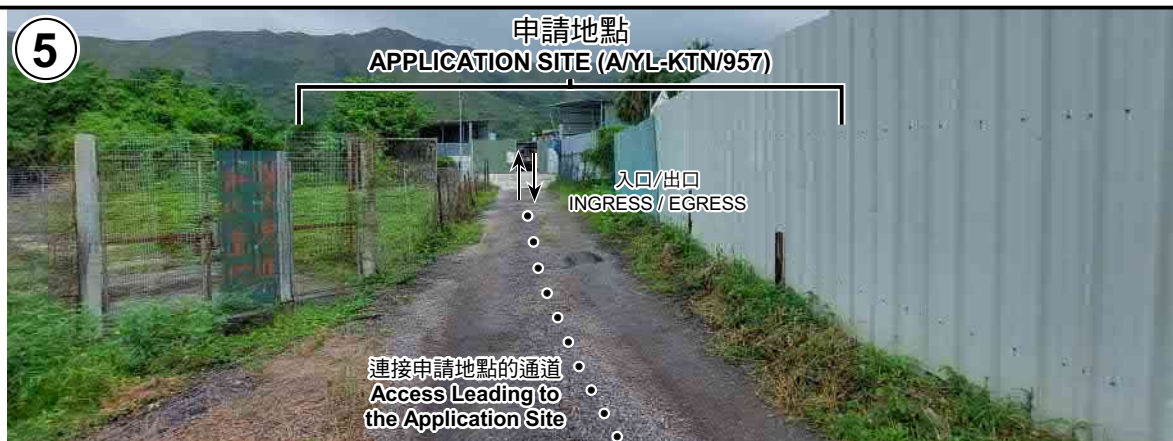 5
申請地點
APPLICATION SITE (A/YL-KTN/957)
入口/出口
INGRESS / EGRESS
連接申請地點的通道
Access Leading to
the Application Site